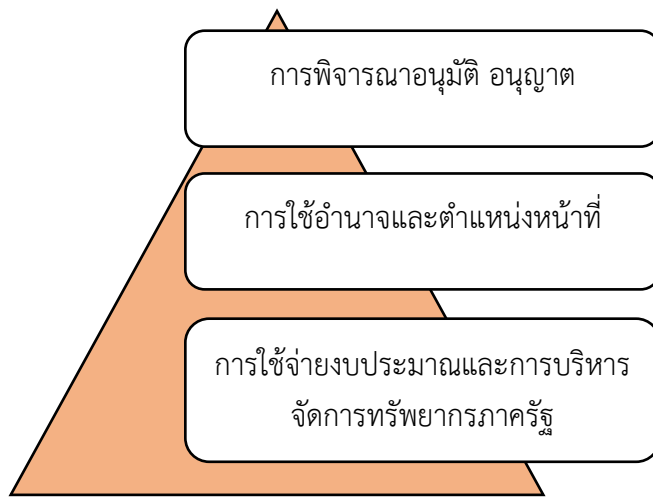 การพิจารณาอนุมัติ อนุญาต
การใช้อำนาจและตำแหน่งหน้าที่
การใช้จ่ายงบประมาณและการบริหาร
จัดการทรัพยากรภาครัฐ